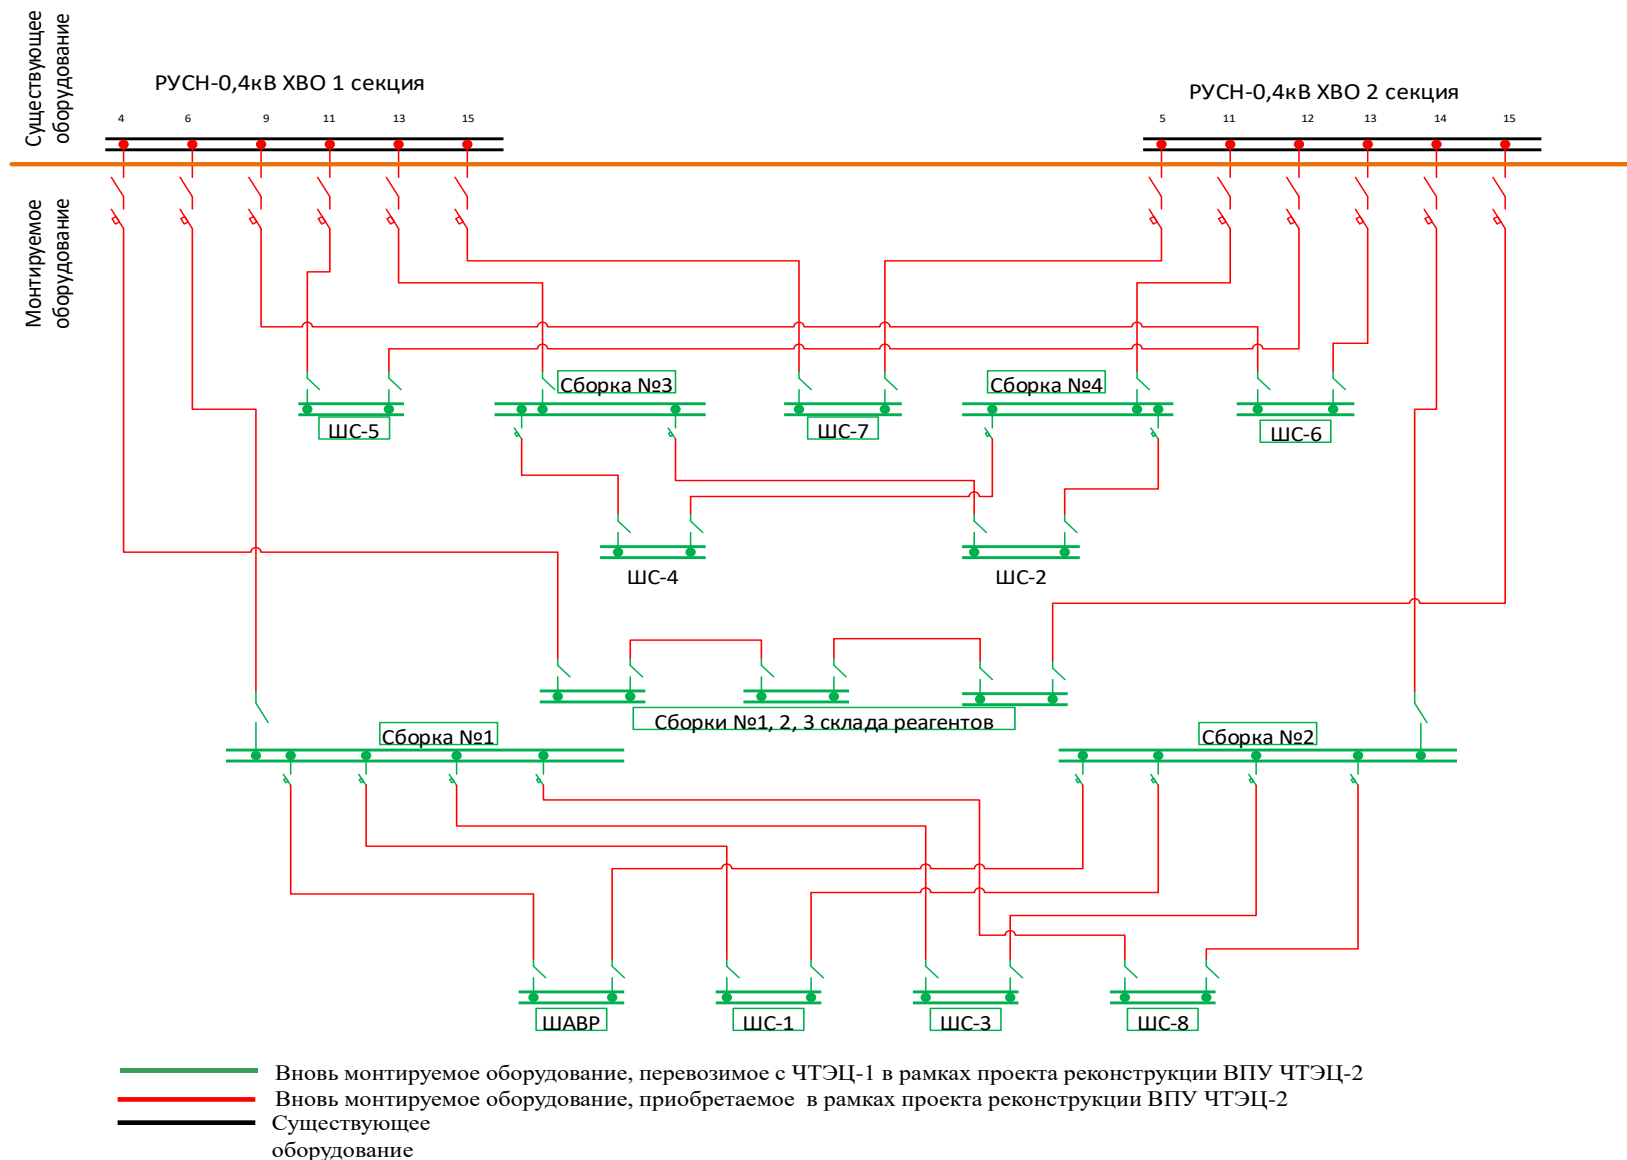 Существующее
оборудование
РУСН-0,4кВ ХВО 1 секция
РУСН-0,4кВ ХВО 2 секция
4 6 9 11 13 15
5 11 12 13 14 15
Монтируемое
оборудование
Сборка №3
Сборка №4
ШС-5
ШС-7
ШС-6
ШС-4
ШС-2
Сборки №1, 2, 3 склада реагентов
Сборка №1
Сборка №2
ШАВР
ШС-1
ШС-3
ШС-8
Вновь монтируемое оборудование, перевозимое с ЧТЭЦ-1 в рамках проекта реконструкции ВПУ ЧТЭЦ-2
Вновь монтируемое оборудование, приобретаемое в рамках проекта реконструкции ВПУ ЧТЭЦ-2
Существующее
оборудование